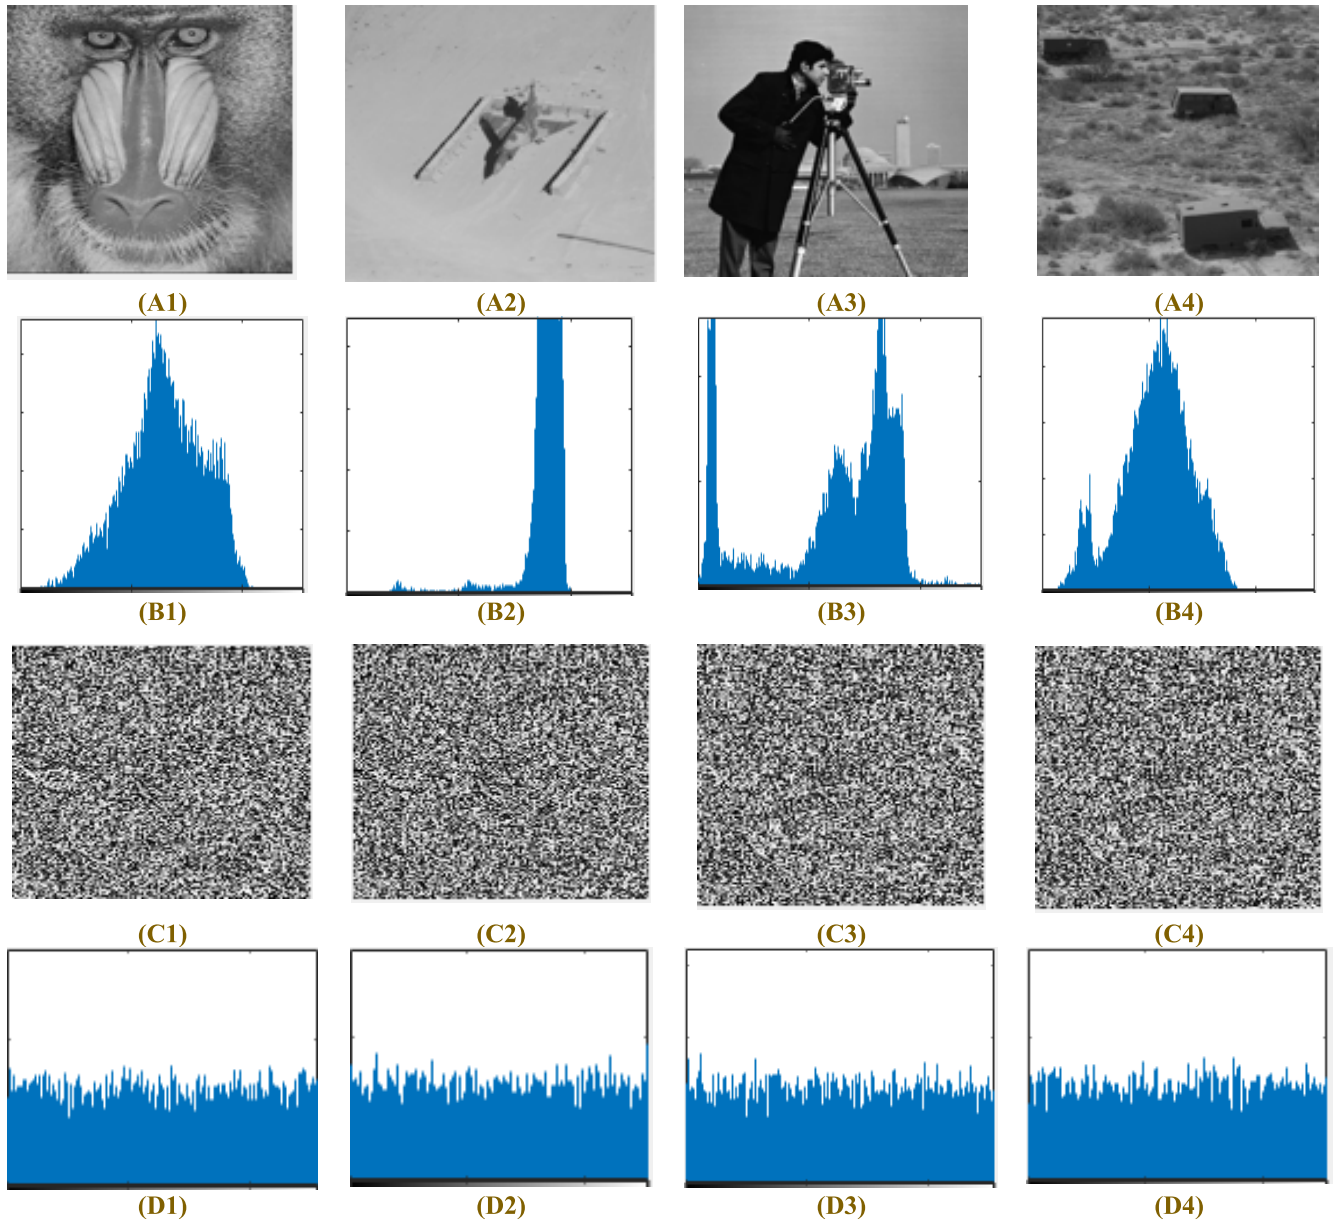 (A1) (A2) (A3) (A4)
(B1) (B2) (B3) (B4)
(C1) (C2) (C3) (C4)
(D1) (D2) (D3) (D4)